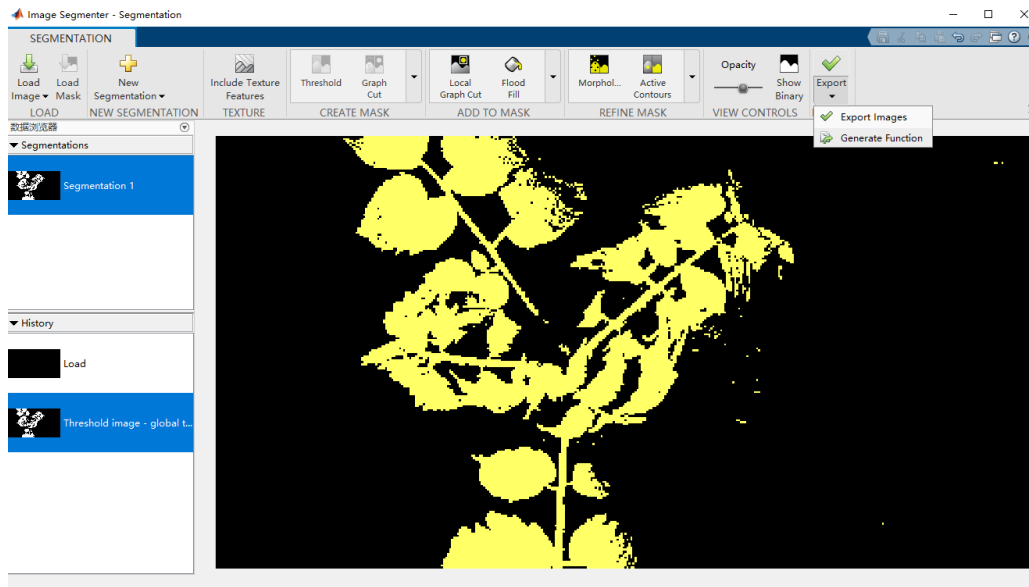 Image Segmenter - Segmentation
SEGMENTATION
Load Image
Load Mask
New Segmentation
Include Texture Features
Threshold
Graph Cut
Local Graph Cut
Flood Fill
Morphol...
Active Contours
Opacity
Show Binary
Export
LOAD
NEW SEGMENTATION
TEXTURE
CREATE MASK
ADD TO MASK
REFINE MASK
VIEW CONTROLS
Export Images
Generate Function
数据浏览器
Segmentations
Segmentation 1
History
Load
Threshold image - global t...